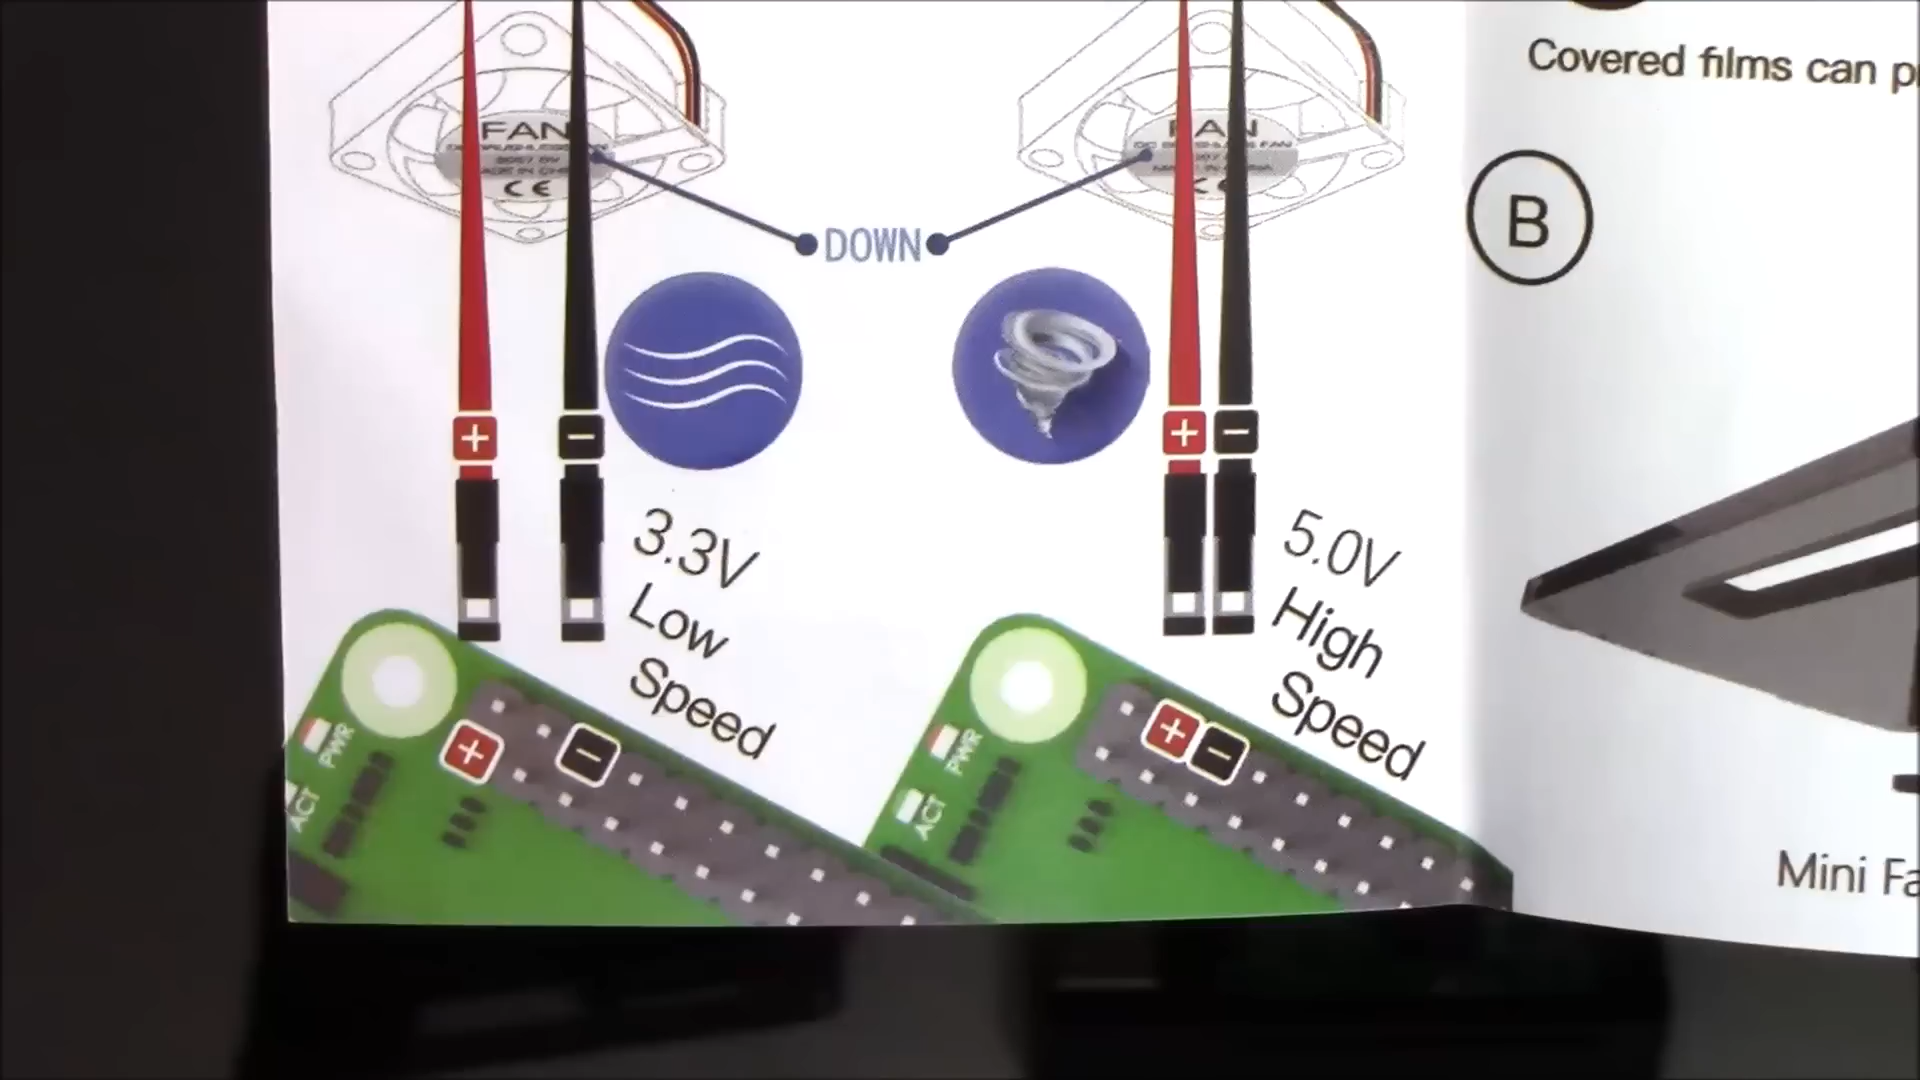 FAN
CE
FAN
DOWN
+
−
+
−
3.3V
Low
Speed
5.0V
High
Speed
+
−
PWR
ACT
+
−
PWR
ACT
Covered films can p
B
Mini Fa